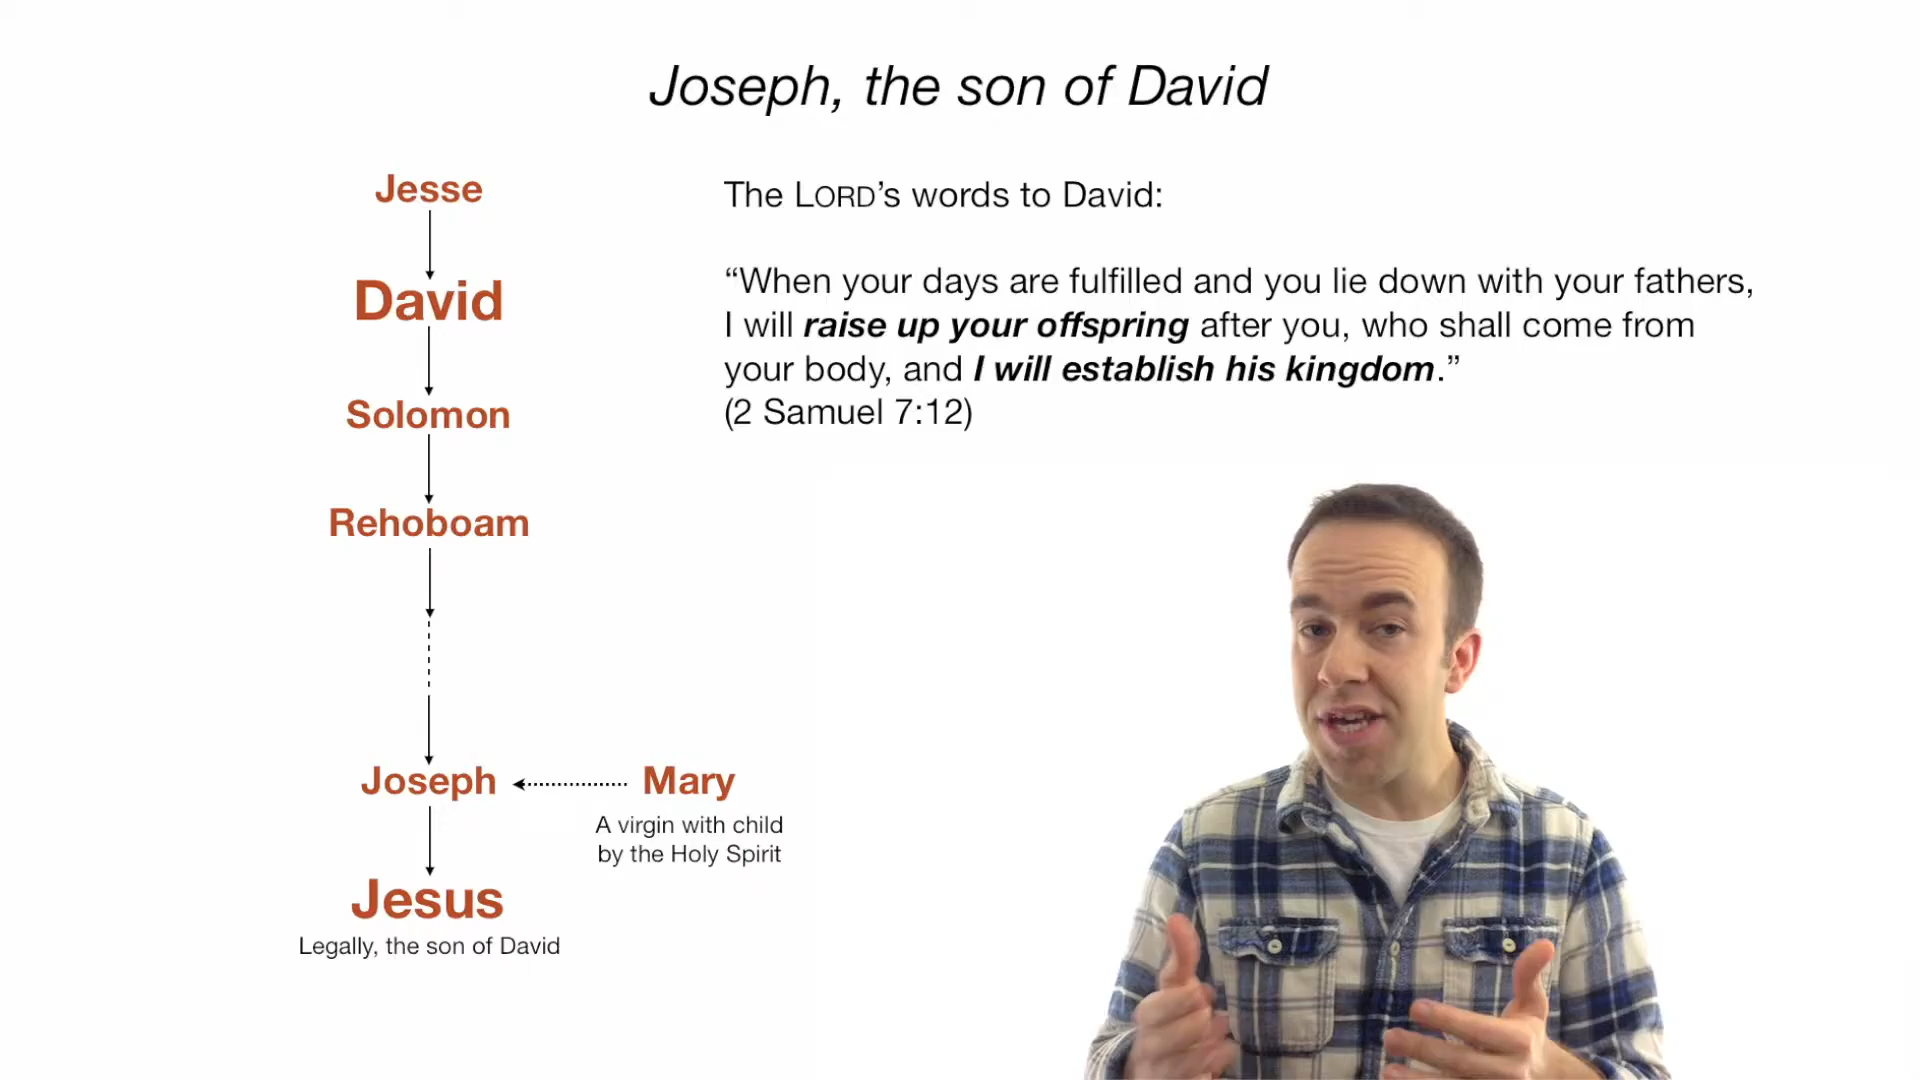 Joseph, the son of David
Jesse
David
Solomon
Rehoboam
Joseph
Mary
A virgin with child
by the Holy Spirit
Jesus
Legally, the son of David
The LORD’s words to David:
“When your days are fulfilled and you lie down with your fathers,
I will raise up your offspring after you, who shall come from
your body, and I will establish his kingdom.”
(2 Samuel 7:12)